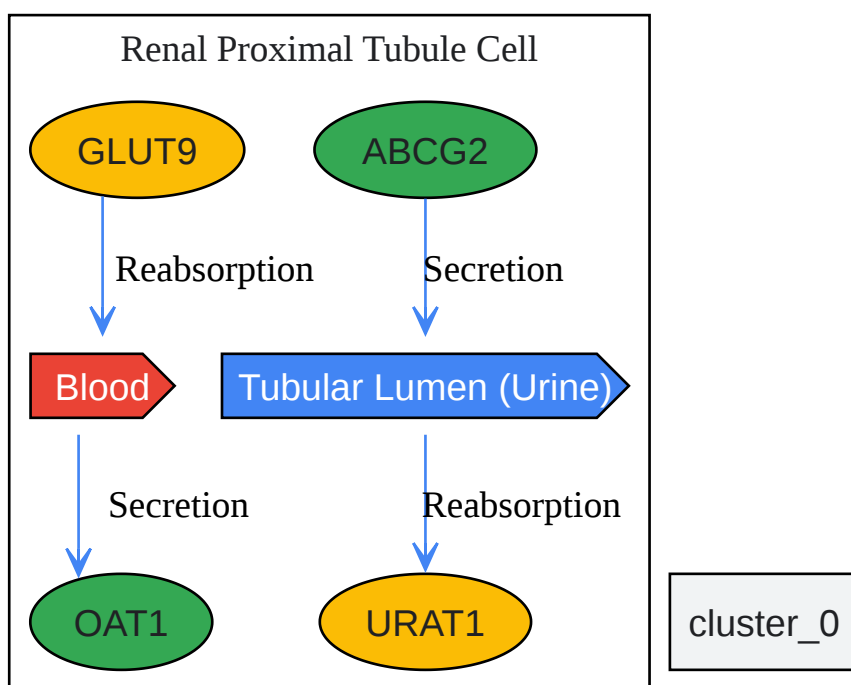 Renal Proximal Tubule Cell
GLUT9
ABCG2
Reabsorption
Secretion
Blood
Tubular Lumen (Urine)
Secretion
Reabsorption
OAT1
URAT1
cluster_0